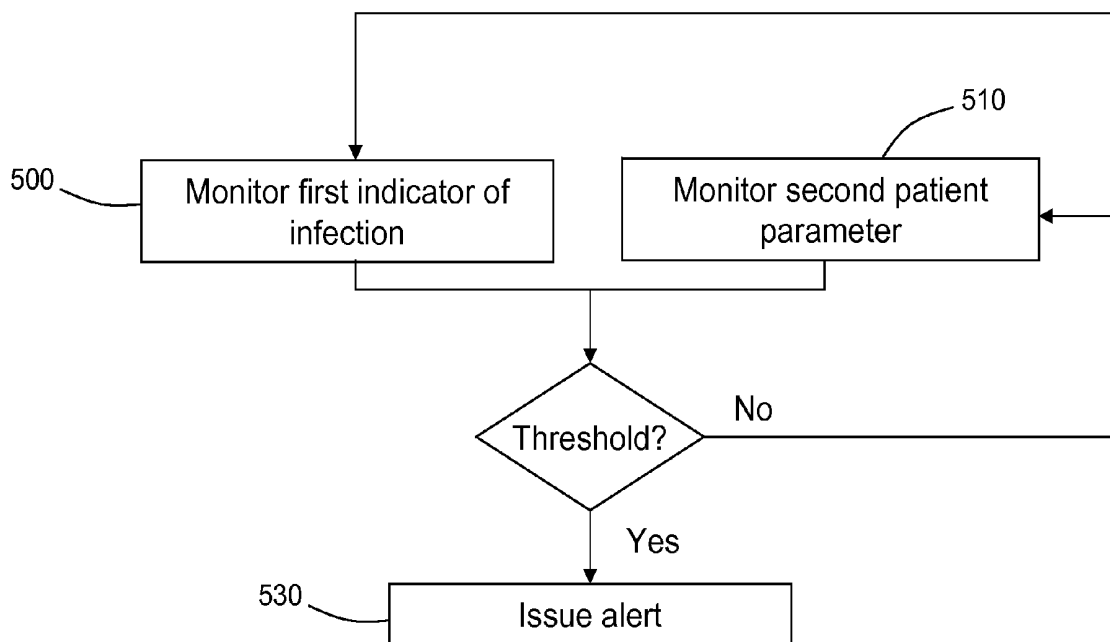 510
500
Monitor first indicator of
infection
Monitor second patient
parameter
Threshold?
No
Yes
530
Issue alert